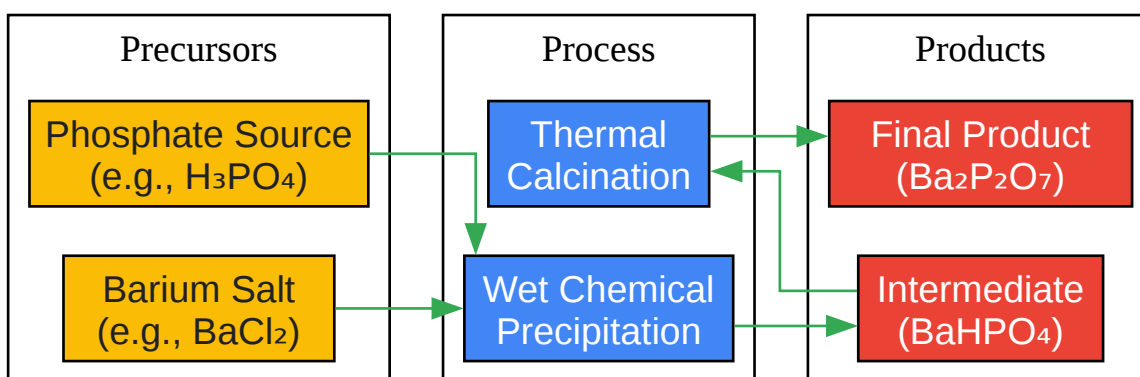 Precursors
Phosphate Source
(e.g., H₃PO₄)
Barium Salt
(e.g., BaCl₂)
Process
Thermal
Calcination
Wet Chemical
Precipitation
Products
Final Product
(Ba₂P₂O₇)
Intermediate
(BaHPO₄)